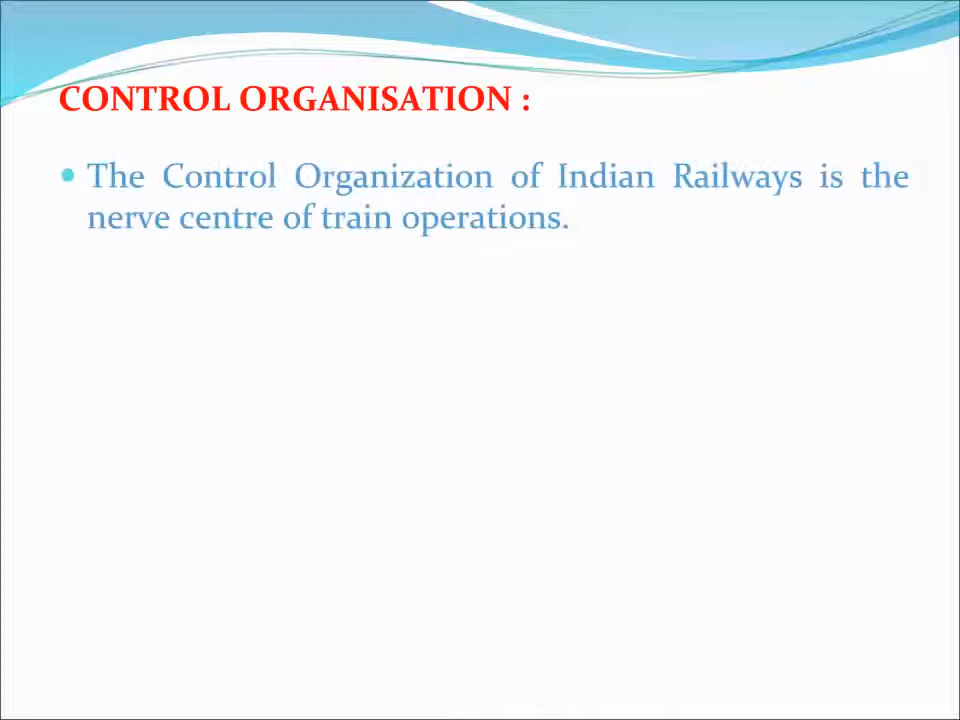 CONTROL ORGANISATION :
• The Control Organization of Indian Railways is the
nerve centre of train operations.